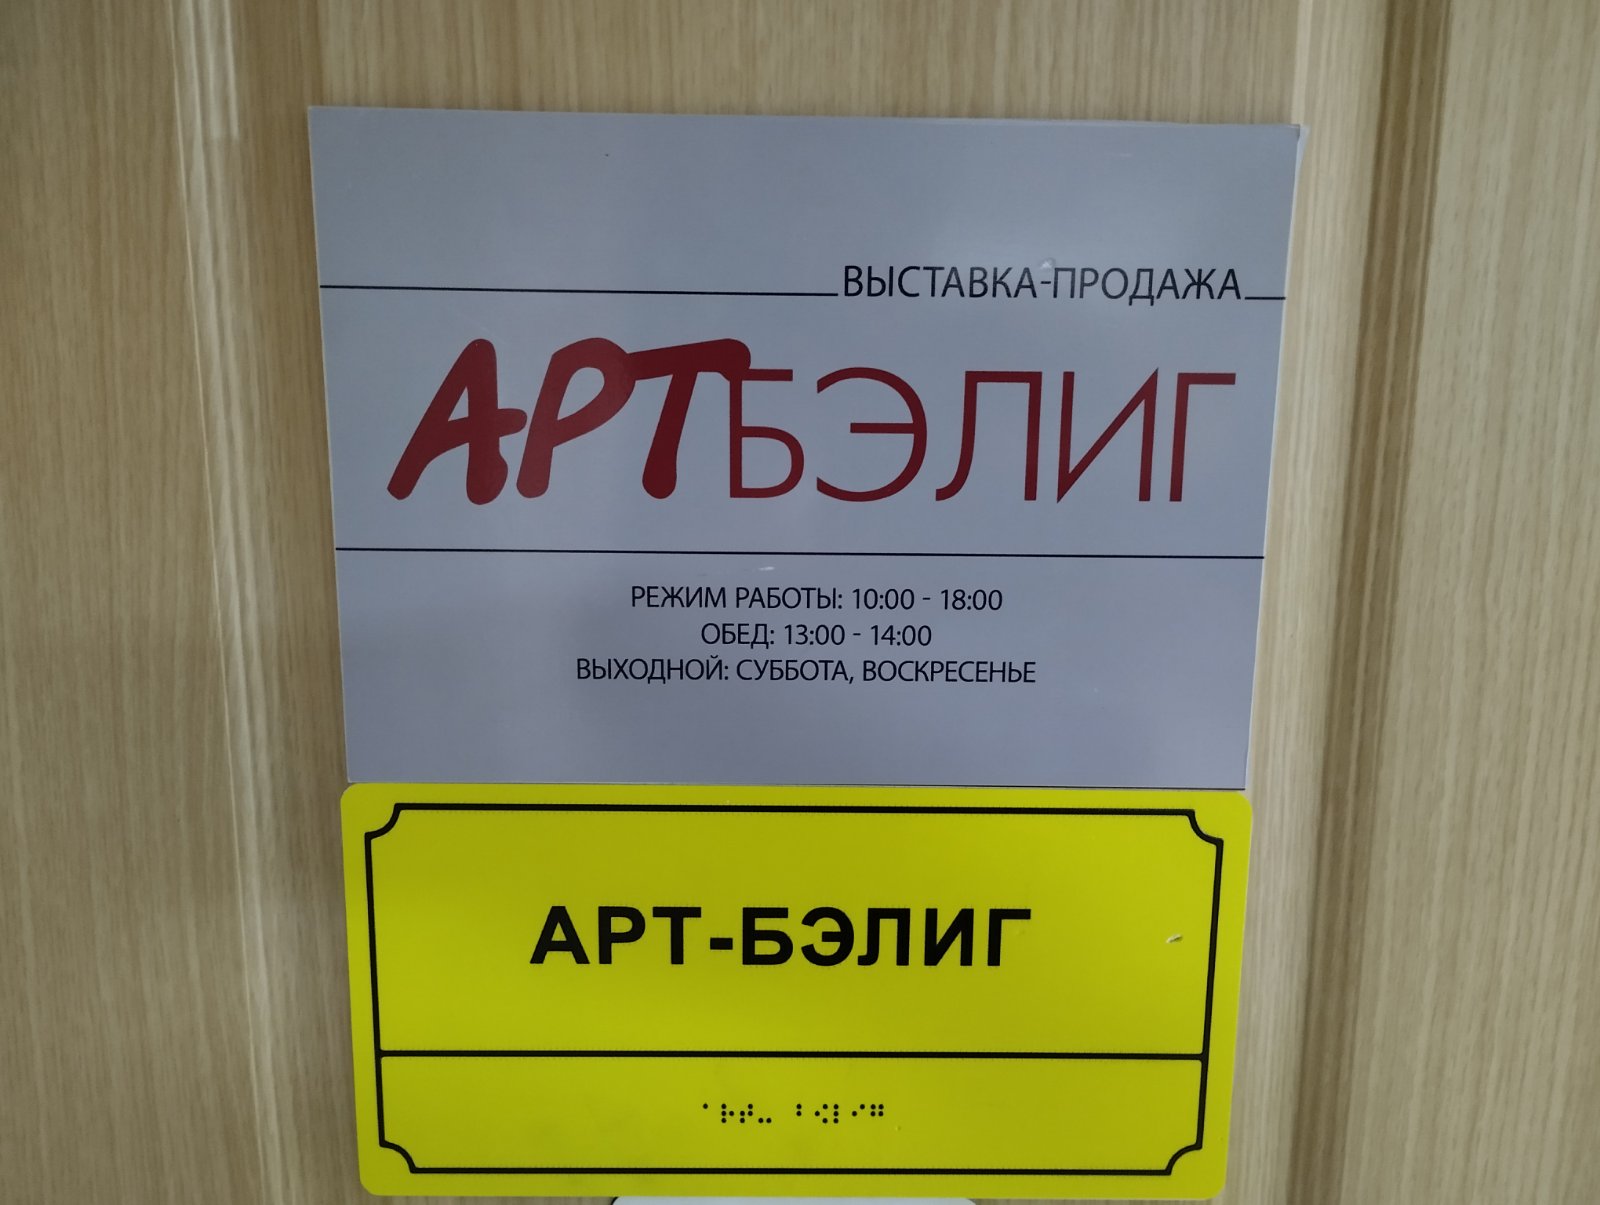 ВЫСТАВКА-ПРОДАЖА
АРТБЭЛИГ
РЕЖИМ РАБОТЫ: 10:00 - 18:00
ОБЕД: 13:00 - 14:00
ВЫХОДНОЙ: СУББОТА, ВОСКРЕСЕНЬЕ
АРТ-БЭЛИГ
⠁⠗⠞⠤ ⠃⠪⠇⠊⠛